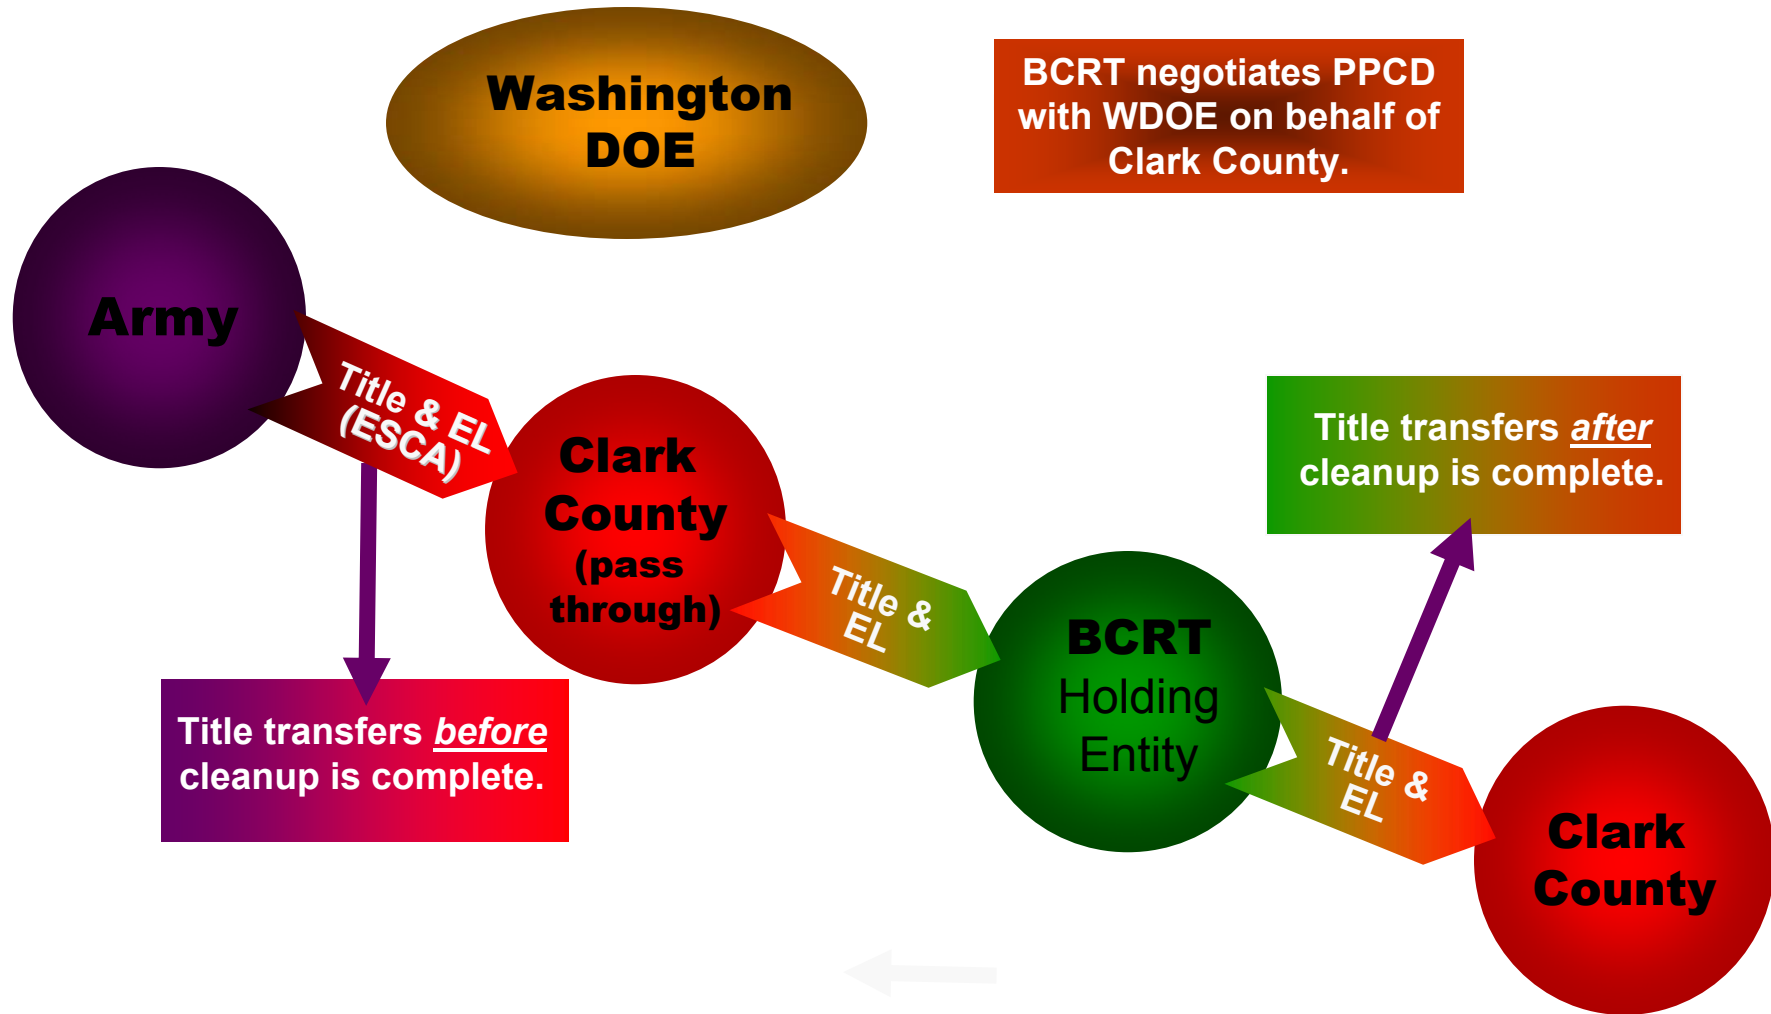 Washington
DOE
BCRT negotiates PPCD
with WDOE on behalf of
Clark County.
Army
Title & EL
(ESCA)
Clark
County
(pass
through)
Title transfers after
cleanup is complete.
Title &
EL
BCRT
Holding
Entity
Title transfers before
cleanup is complete.
Title &
EL
Clark
County